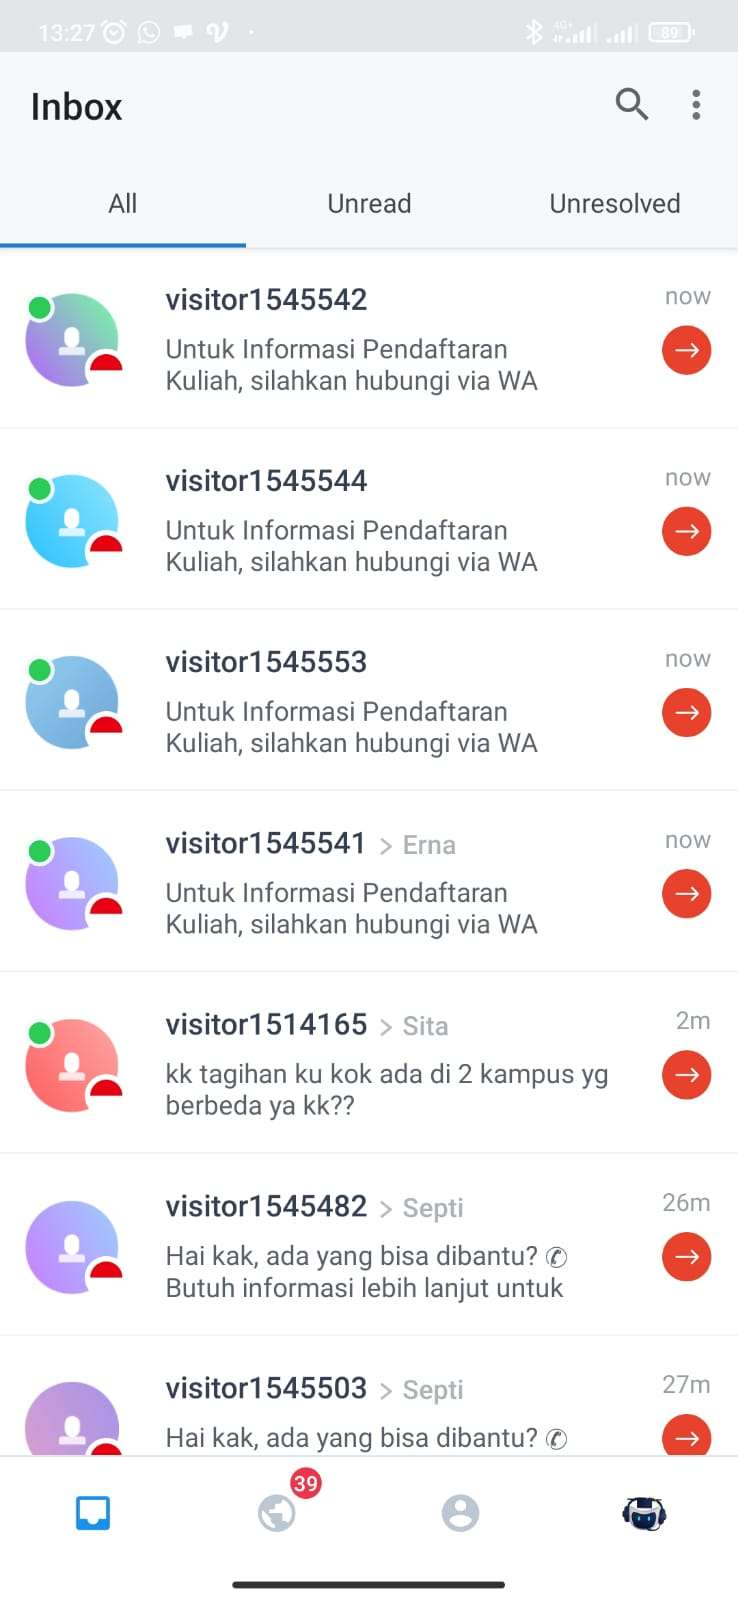 13:27
4G+
89
Inbox
All
Unread
Unresolved
visitor1545542
now
Untuk Informasi Pendaftaran
Kuliah, silahkan hubungi via WA
visitor1545544
now
Untuk Informasi Pendaftaran
Kuliah, silahkan hubungi via WA
visitor1545553
now
Untuk Informasi Pendaftaran
Kuliah, silahkan hubungi via WA
visitor1545541 > Erna
now
Untuk Informasi Pendaftaran
Kuliah, silahkan hubungi via WA
visitor1514165 > Sita
2m
kk tagihan ku kok ada di 2 kampus yg
berbeda ya kk??
visitor1545482 > Septi
26m
Hai kak, ada yang bisa dibantu? ✆
Butuh informasi lebih lanjut untuk
visitor1545503 > Septi
27m
Hai kak, ada yang bisa dibantu? ✆
39